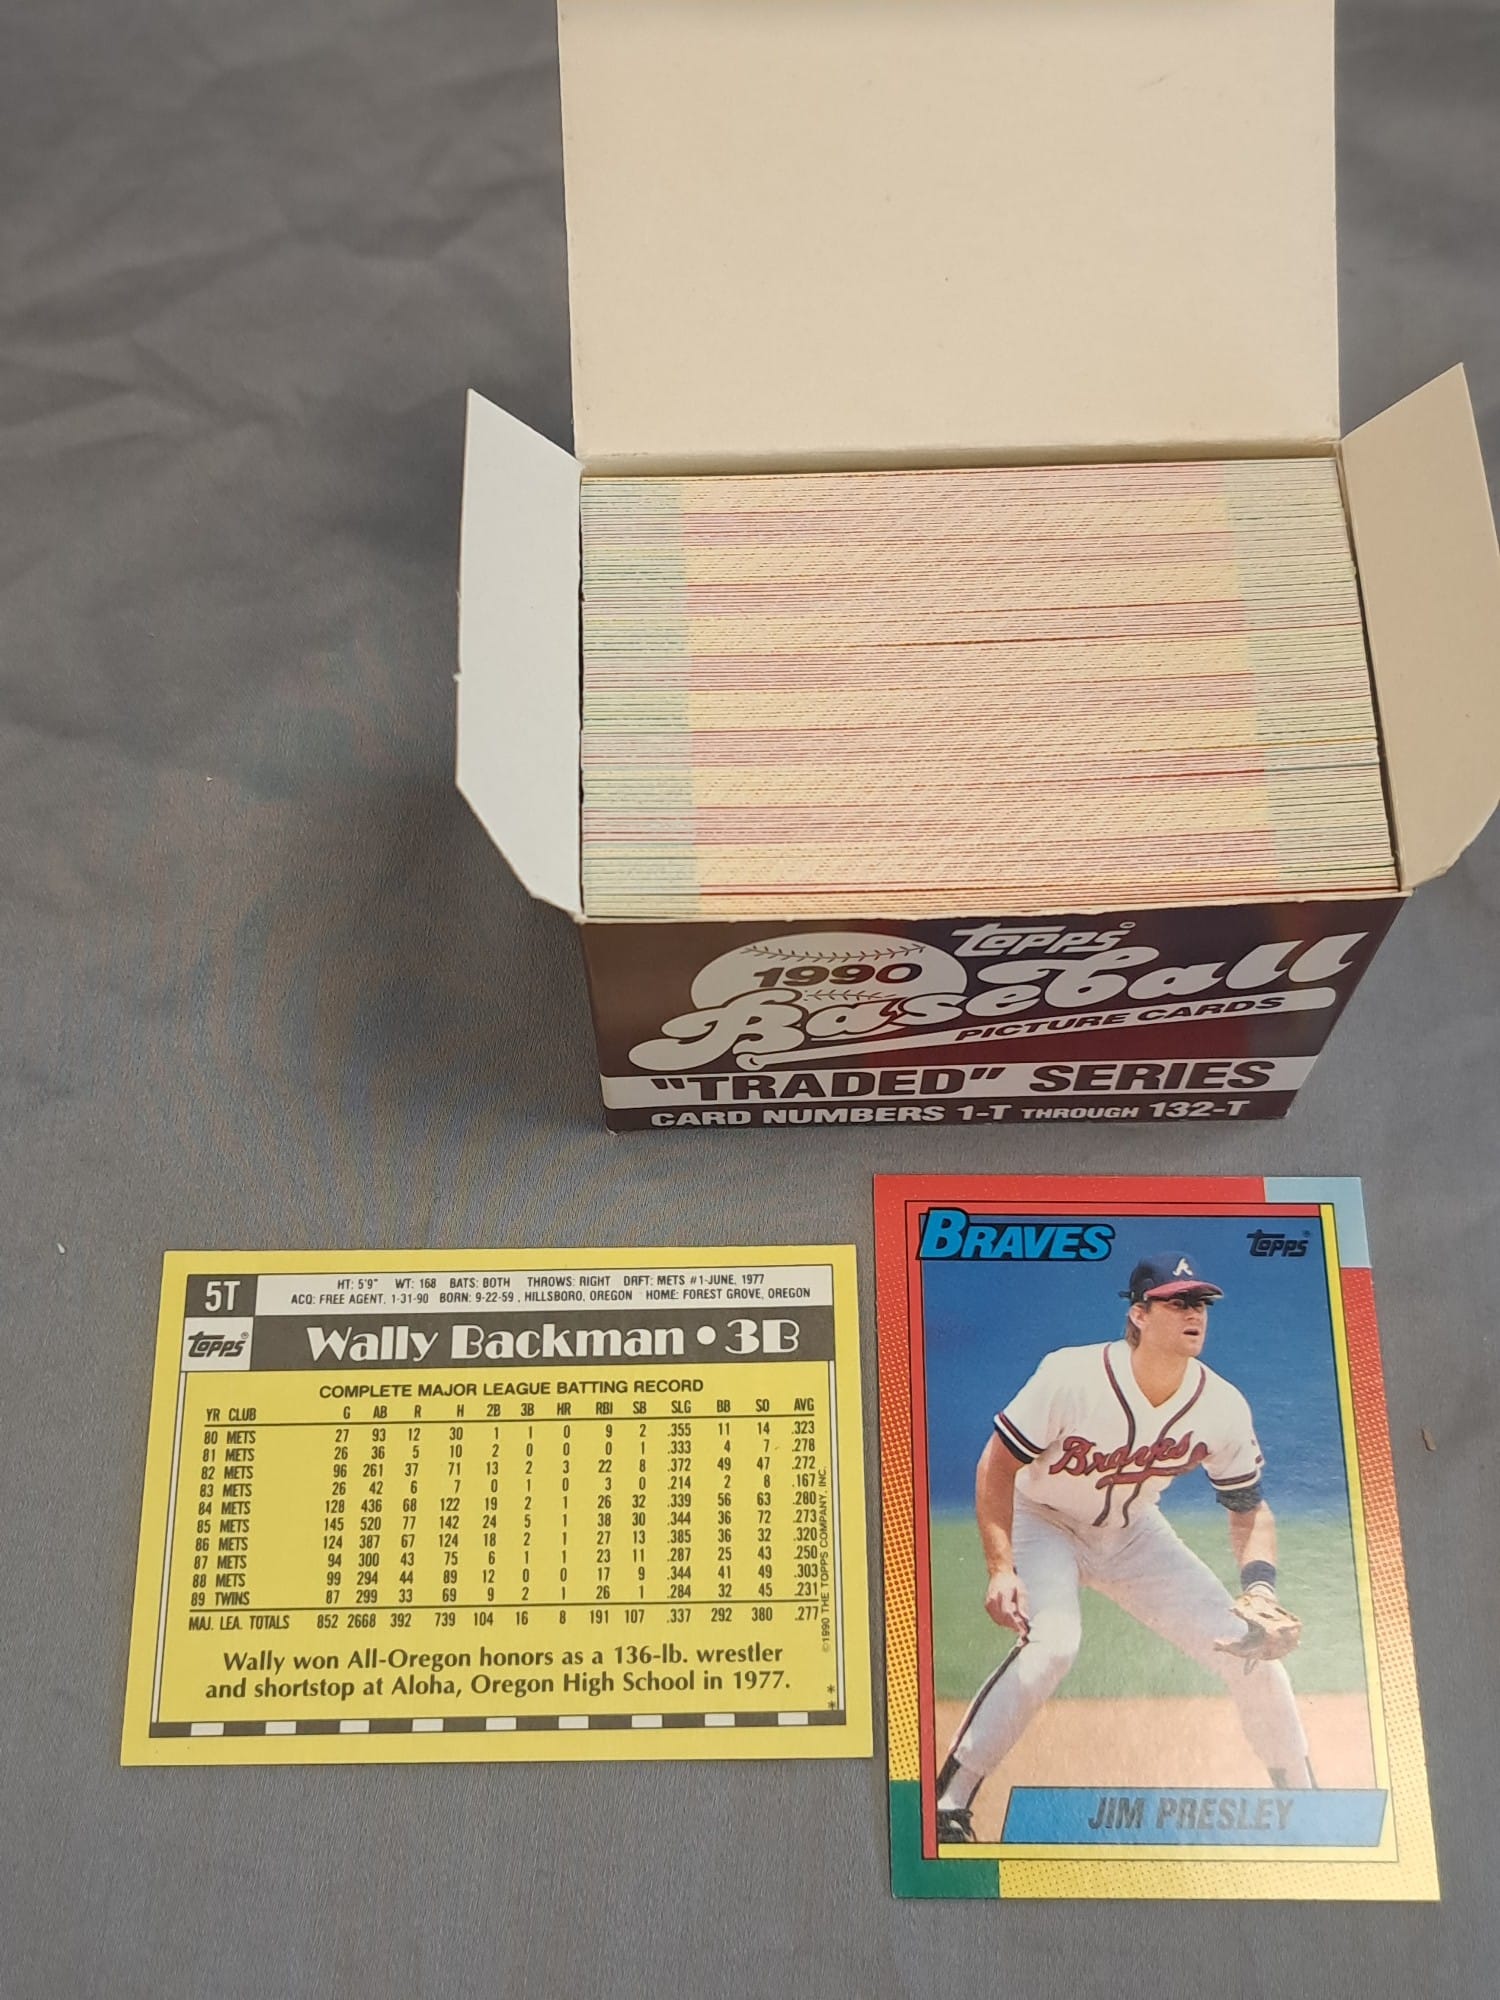 topps®
1990
Baseball
PICTURE CARDS
"TRADED" SERIES
CARD NUMBERS 1-T THROUGH 132-T
5T
HT: 5'9" WT: 168 BATS: BOTH THROWS: RIGHT DRFT: METS #1-JUNE, 1977
ACQ: FREE AGENT, 1-31-90 BORN: 9-22-59, HILLSBORO, OREGON HOME: FOREST GROVE, OREGON
topps®
Wally Backman • 3B
COMPLETE MAJOR LEAGUE BATTING RECORD
YR CLUB G AB R H 2B 3B HR RBI SB SLG BB SO AVG
80 METS 27 93 12 30 1 1 0 9 2 .355 11 14 .323
81 METS 26 36 5 10 2 0 0 0 1 .333 4 7 .278
82 METS 96 261 37 71 13 2 3 22 8 .372 49 47 .272
83 METS 26 42 6 7 0 1 0 3 0 .214 2 8 .167
84 METS 128 436 68 122 19 2 1 26 32 .339 56 63 .280
85 METS 145 520 77 142 24 5 1 38 30 .344 36 72 .273
86 METS 124 387 67 124 18 2 1 27 13 .385 36 32 .320
87 METS 94 300 43 75 6 1 1 23 11 .287 25 43 .250
88 METS 99 294 44 89 12 0 0 17 9 .344 41 49 .303
89 TWINS 87 299 33 69 9 2 1 26 1 .284 32 45 .231
MAJ. LEA. TOTALS 852 2668 392 739 104 16 8 191 107 .337 292 380 .277
Wally won All-Oregon honors as a 136-lb. wrestler
and shortstop at Aloha, Oregon High School in 1977.
©1990 THE TOPPS COMPANY, INC.
* *
BRAVES
topps
A
Braves
JIM PRESLEY